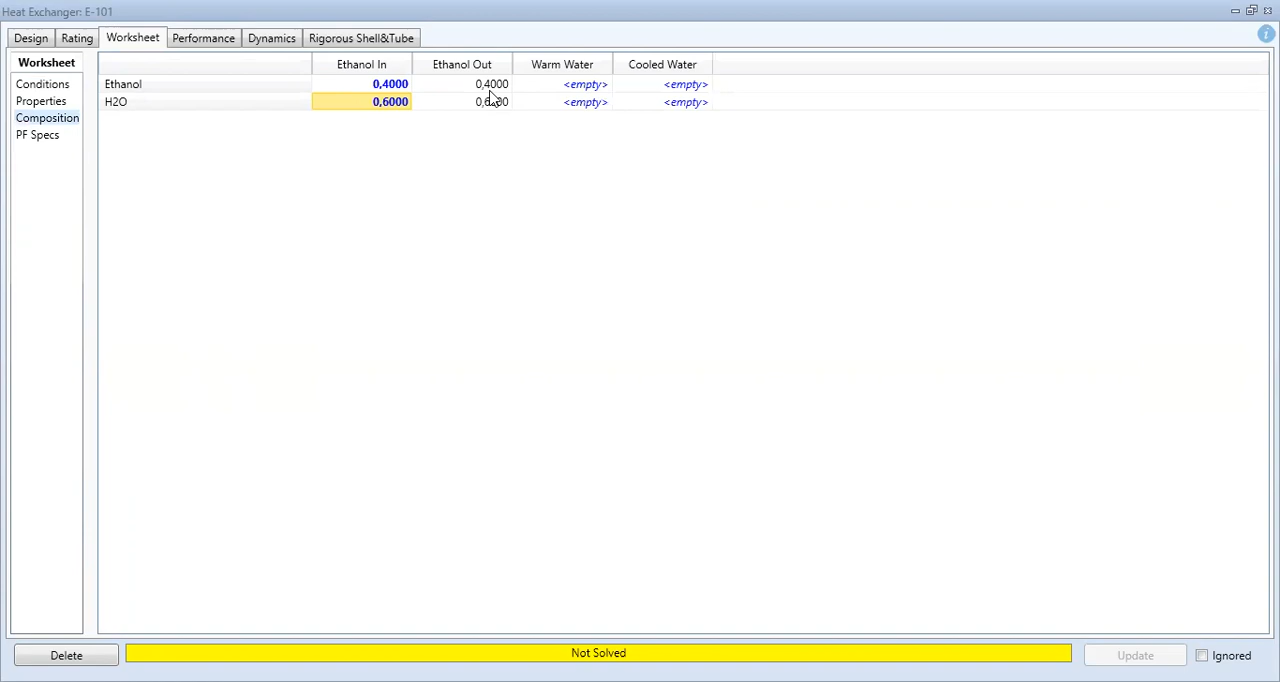 Heat Exchanger: E-101
Design Rating Worksheet Performance Dynamics Rigorous Shell&Tube
Worksheet
Conditions
Properties
Composition
PF Specs
Ethanol In Ethanol Out Warm Water Cooled Water
Ethanol 0,4000 0,4000 <empty> <empty>
H2O 0,6000 <empty> <empty>
Delete Not Solved Update Ignored